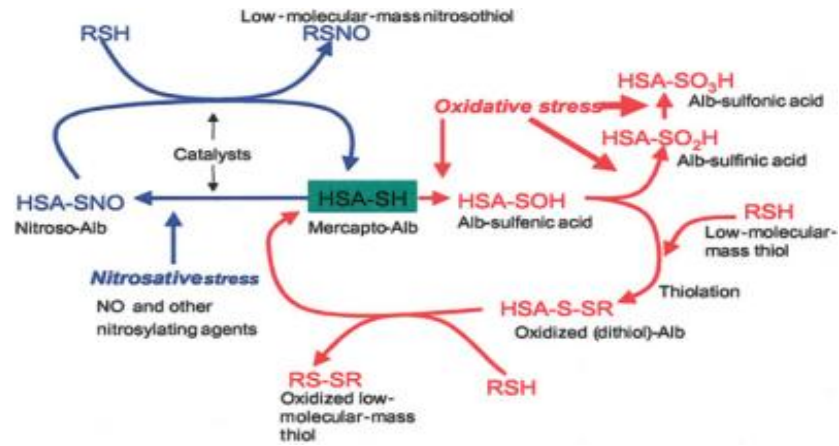 RSH
Low-molecular-mass nitrosothiol
RSNO
HSA-SO₃H
Alb-sulfonic acid
Oxidative stress
HSA-SO₂H
Alb-sulfinic acid
Catalysts
HSA-SNO
Nitroso-Alb
HSA-SH
Mercapto-Alb
HSA-SOH
Alb-sulfenic acid
RSH
Low-molecular-
mass thiol
Nitrosative stress
NO and other
nitrosylating agents
Thiolation
HSA-S-SR
Oxidized (dithiol)-Alb
RS-SR
Oxidized low-
molecular-mass
thiol
RSH